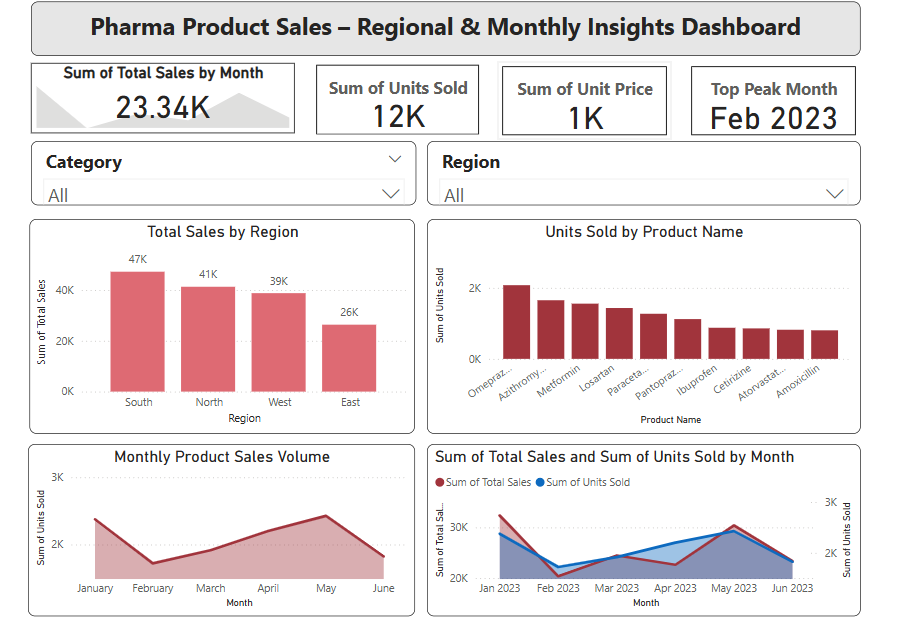 Pharma Product Sales – Regional & Monthly Insights Dashboard
Sum of Total Sales by Month
23.34K
Sum of Units Sold
12K
Sum of Unit Price
1K
Top Peak Month
Feb 2023
Category
All
Region
All
Total Sales by Region
Sum of Total Sales
40K
20K
0K
47K
41K
39K
26K
South North West East
Region
Units Sold by Product Name
Sum of Units Sold
2K
0K
Omepraz... Azithromy... Metformin Losartan Paraceta... Pantopraz... Ibuprofen Cetirizine Atorvastat... Amoxicillin
Product Name
Monthly Product Sales Volume
Sum of Units Sold
3K
2K
January February March April May June
Month
Sum of Total Sales and Sum of Units Sold by Month
Sum of Total Sales Sum of Units Sold
Sum of Total Sal...
30K
20K
3K
2K
Sum of Units Sold
Jan 2023 Feb 2023 Mar 2023 Apr 2023 May 2023 Jun 2023
Month